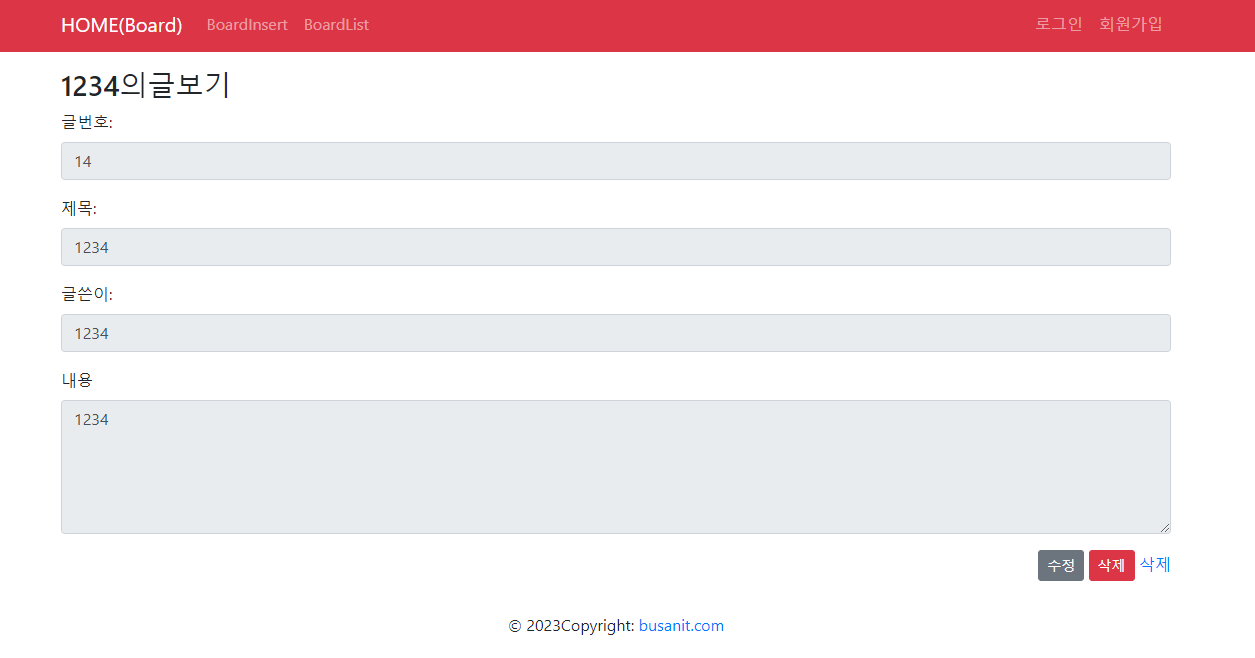 HOME(Board) BoardInsert BoardList 로그인 회원가입
1234의글보기
글번호:
14
제목:
1234
글쓴이:
1234
내용
1234
수정 삭제 삭제
© 2023Copyright: busanit.com